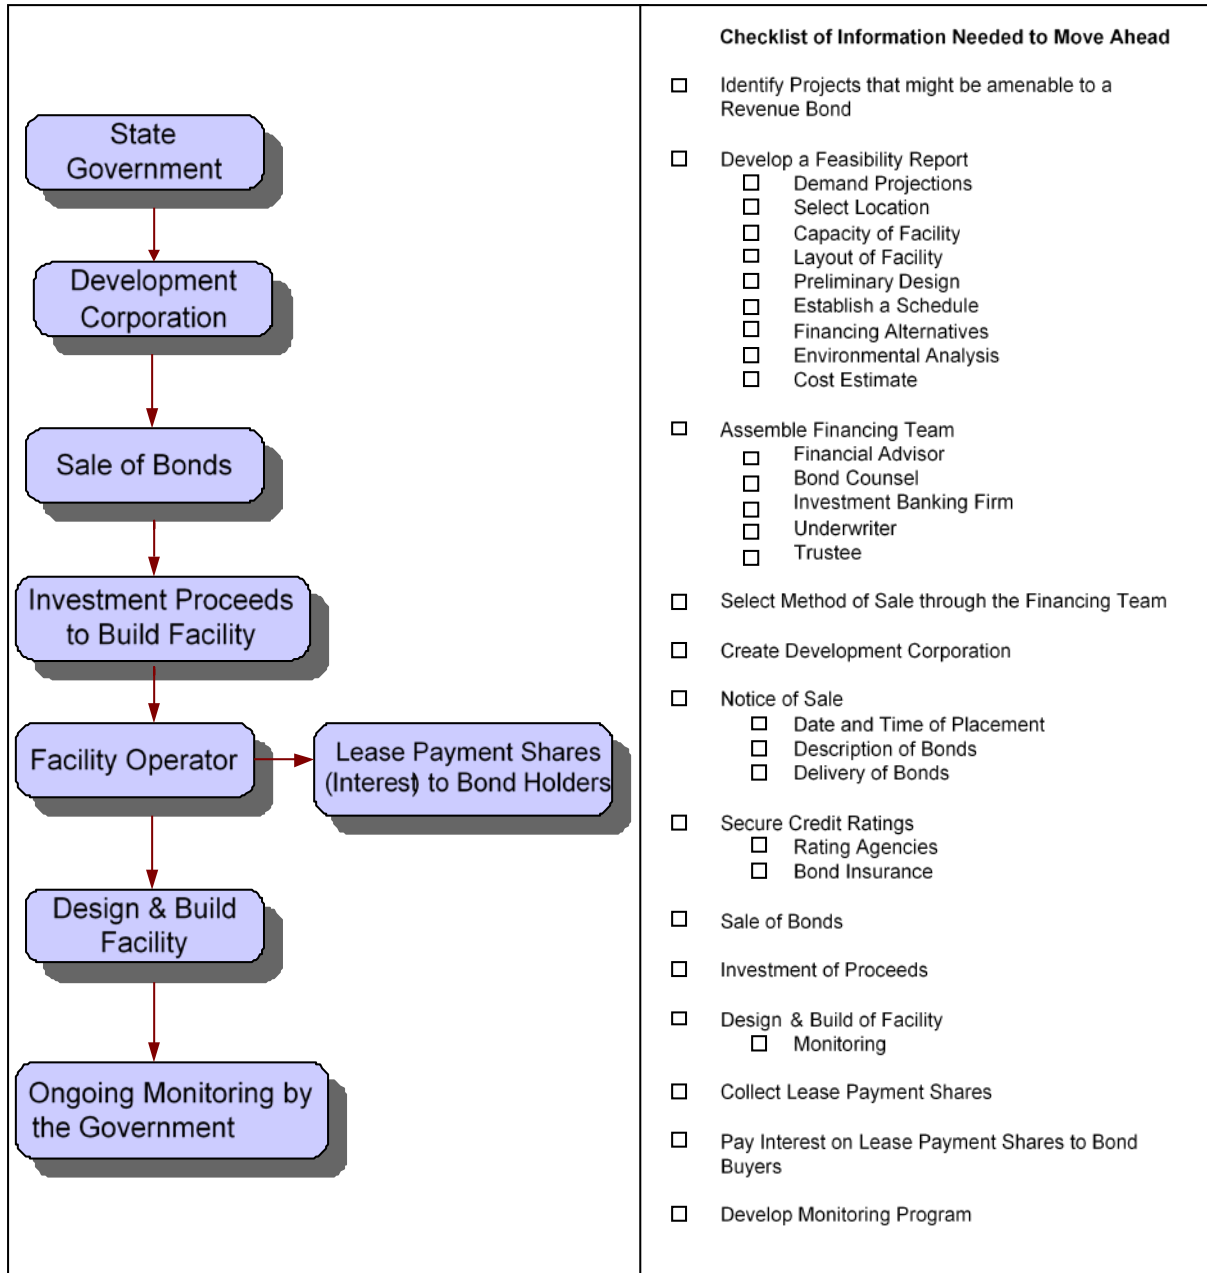 State
Government
Development
Corporation
Sale of Bonds
Investment Proceeds
to Build Facility
Facility Operator
Lease Payment Shares
(Interest) to Bond Holders
Design & Build
Facility
Ongoing Monitoring by
the Government
Checklist of Information Needed to Move Ahead
Identify Projects that might be amenable to a
Revenue Bond
Develop a Feasibility Report
Demand Projections
Select Location
Capacity of Facility
Layout of Facility
Preliminary Design
Establish a Schedule
Financing Alternatives
Environmental Analysis
Cost Estimate
Assemble Financing Team
Financial Advisor
Bond Counsel
Investment Banking Firm
Underwriter
Trustee
Select Method of Sale through the Financing Team
Create Development Corporation
Notice of Sale
Date and Time of Placement
Description of Bonds
Delivery of Bonds
Secure Credit Ratings
Rating Agencies
Bond Insurance
Sale of Bonds
Investment of Proceeds
Design & Build of Facility
Monitoring
Collect Lease Payment Shares
Pay Interest on Lease Payment Shares to Bond
Buyers
Develop Monitoring Program